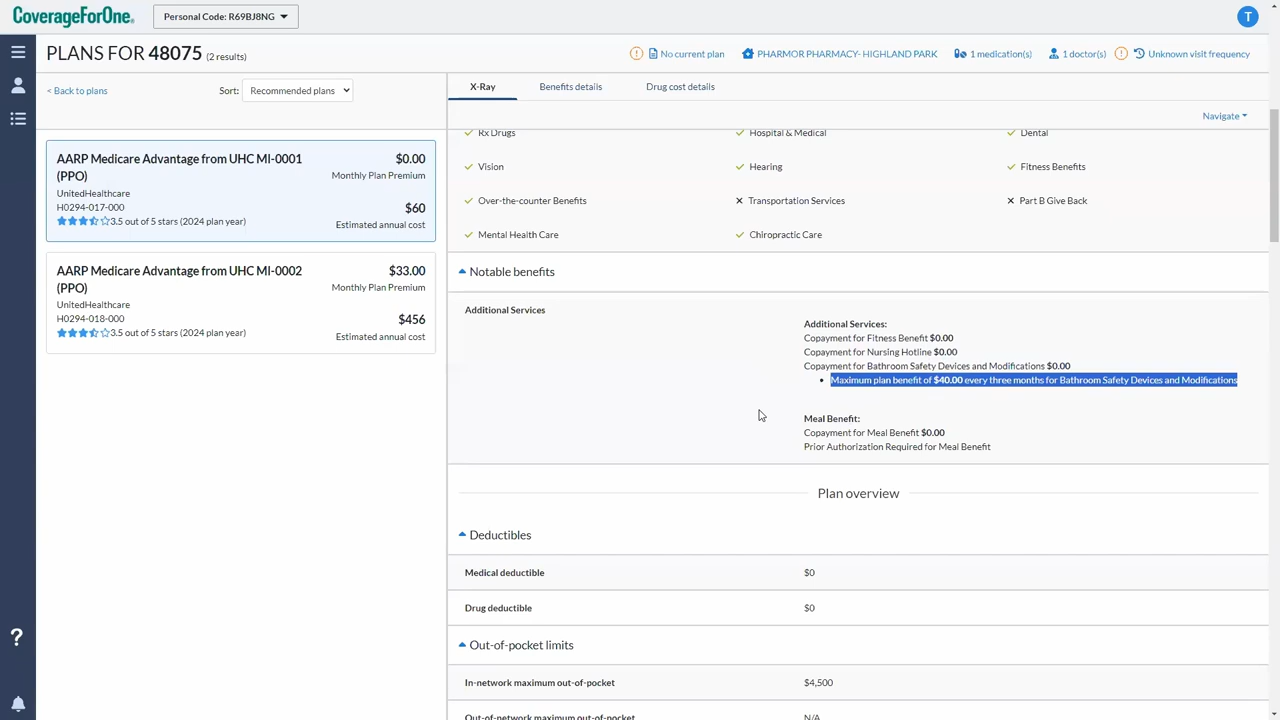 CoverageForOne.
Personal Code: R69BJ8NG
T
PLANS FOR 48075 (2 results)
No current plan
PHARMOR PHARMACY- HIGHLAND PARK
1 medication(s)
1 doctor(s)
Unknown visit frequency
< Back to plans
Sort:
Recommended plans
AARP Medicare Advantage from UHC MI-0001 (PPO)
$0.00
Monthly Plan Premium
UnitedHealthcare
H0294-017-000
3.5 out of 5 stars (2024 plan year)
$60
Estimated annual cost
AARP Medicare Advantage from UHC MI-0002 (PPO)
$33.00
Monthly Plan Premium
UnitedHealthcare
H0294-018-000
3.5 out of 5 stars (2024 plan year)
$456
Estimated annual cost
X-Ray
Benefits details
Drug cost details
Navigate
Rx Drugs
Hospital & Medical
Dental
Vision
Hearing
Fitness Benefits
Over-the-counter Benefits
Transportation Services
Part B Give Back
Mental Health Care
Chiropractic Care
Notable benefits
Additional Services
Additional Services:
Copayment for Fitness Benefit $0.00
Copayment for Nursing Hotline $0.00
Copayment for Bathroom Safety Devices and Modifications $0.00
• Maximum plan benefit of $40.00 every three months for Bathroom Safety Devices and Modifications
Meal Benefit:
Copayment for Meal Benefit $0.00
Prior Authorization Required for Meal Benefit
Plan overview
Deductibles
Medical deductible
$0
Drug deductible
$0
Out-of-pocket limits
In-network maximum out-of-pocket
$4,500
Out-of-network maximum out-of-pocket
N/A
?